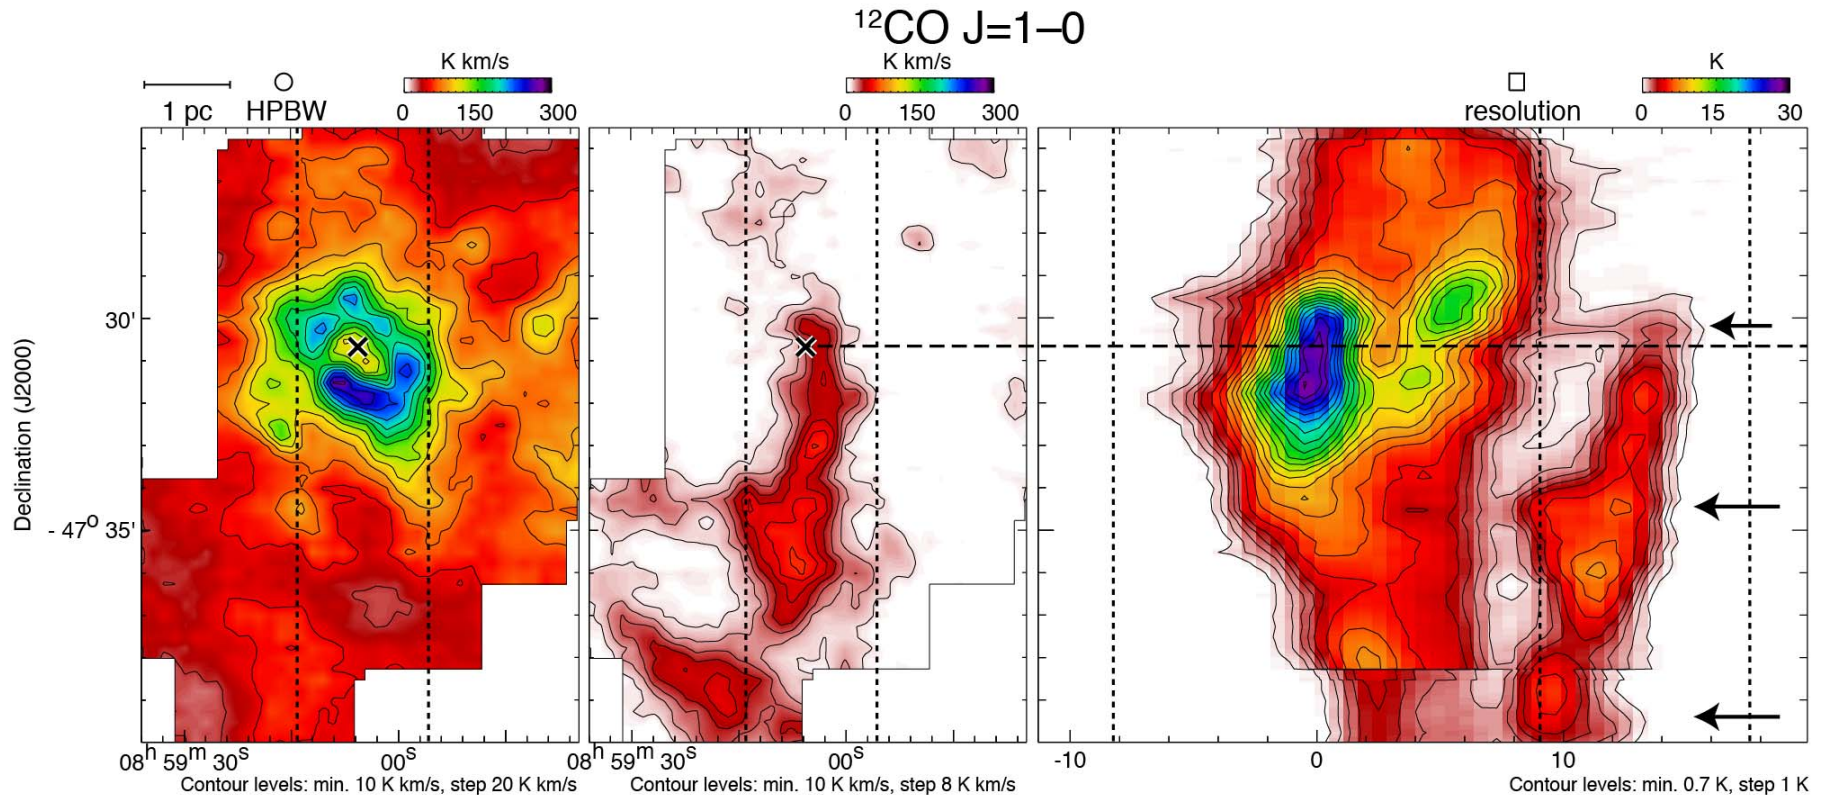 ¹²CO J=1–0
K km/s
K km/s
K
1 pc
HPBW
0 150 300
0 150 300
resolution
0 15 30
Declination (J2000)
30'
- 47° 35'
08ʰ 59ᵐ 30ˢ 00ˢ 08
ʰ 59ᵐ 30ˢ 00ˢ
-10 0 10
Contour levels: min. 10 K km/s, step 20 K km/s
Contour levels: min. 10 K km/s, step 8 K km/s
Contour levels: min. 0.7 K, step 1 K